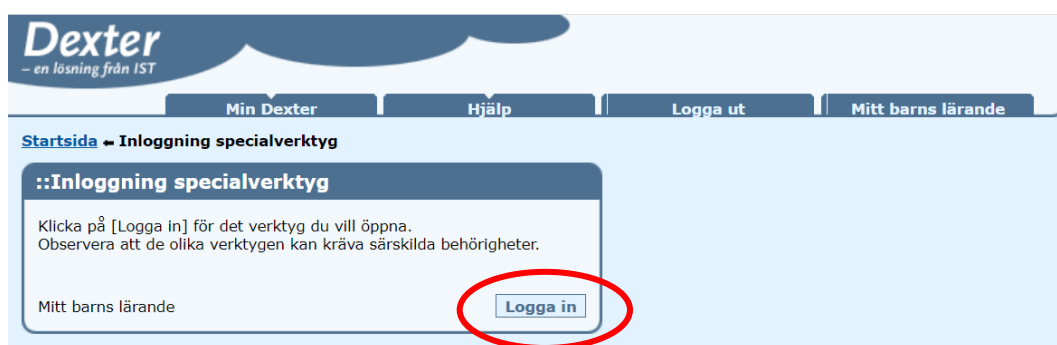 Dexter
– en lösning från IST
Min Dexter Hjälp Logga ut Mitt barns lärande
Startsida ⬅ Inloggning specialverktyg
::Inloggning specialverktyg
Klicka på [Logga in] för det verktyg du vill öppna.
Observera att de olika verktygen kan kräva särskilda behörigheter.
Mitt barns lärande Logga in